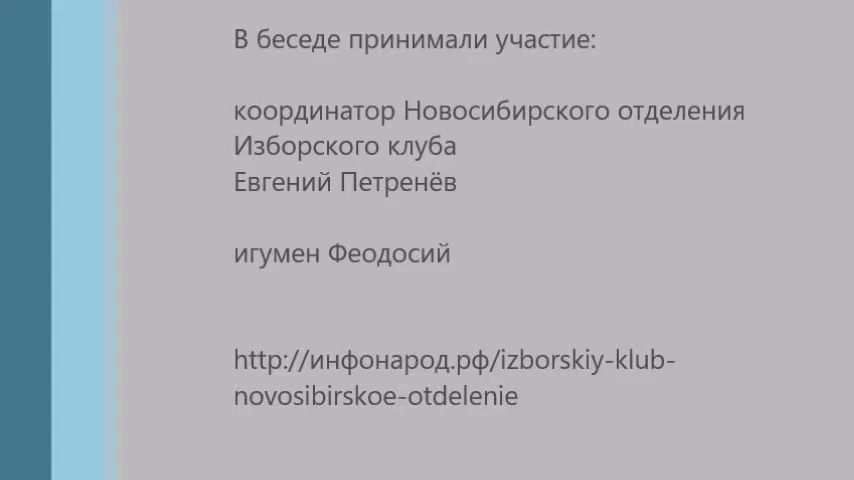 В беседе принимали участие:
координатор Новосибирского отделения
Изборского клуба
Евгений Петренёв
игумен Феодосий
http://инфонарод.рф/izborskiy-klub-
novosibirskoe-otdelenie